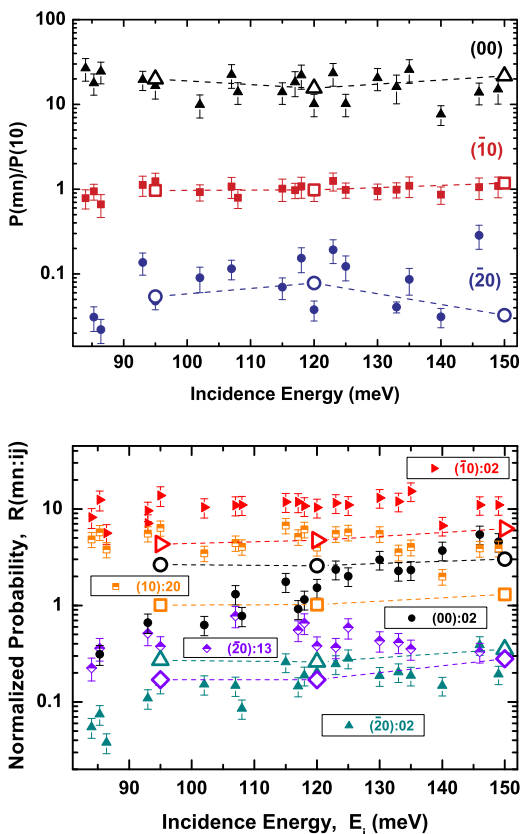 P(mn)/P(10)
100
10
1
0.1
(00)
(1̄0)
(2̄0)
90 100 110 120 130 140 150
Incidence Energy (meV)
Normalized Probability, R(mn:ij)
10
1
0.1
(1̄0):02
(10):20
(00):02
(2̄0):13
(2̄0):02
90 100 110 120 130 140 150
Incidence Energy, Ei (meV)